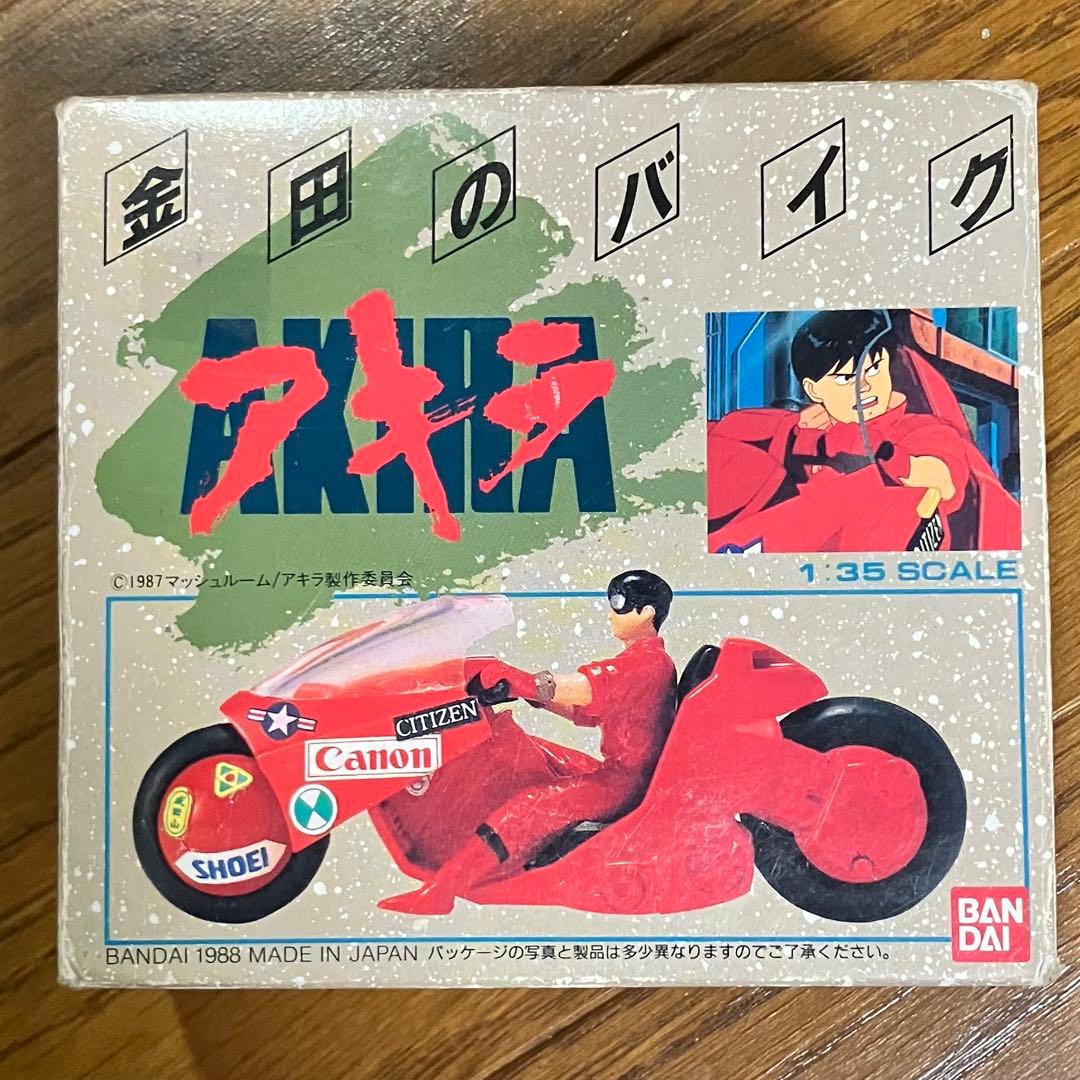 金田のバイク
AKIRA
アキラ
©1987マッシュルーム/アキラ製作委員会
1:35 SCALE
CITIZEN
Canon
SHOEI
BANDAI 1988 MADE IN JAPAN パッケージの写真と製品は多少異なりますのでご了承ください。
BAN
DAI